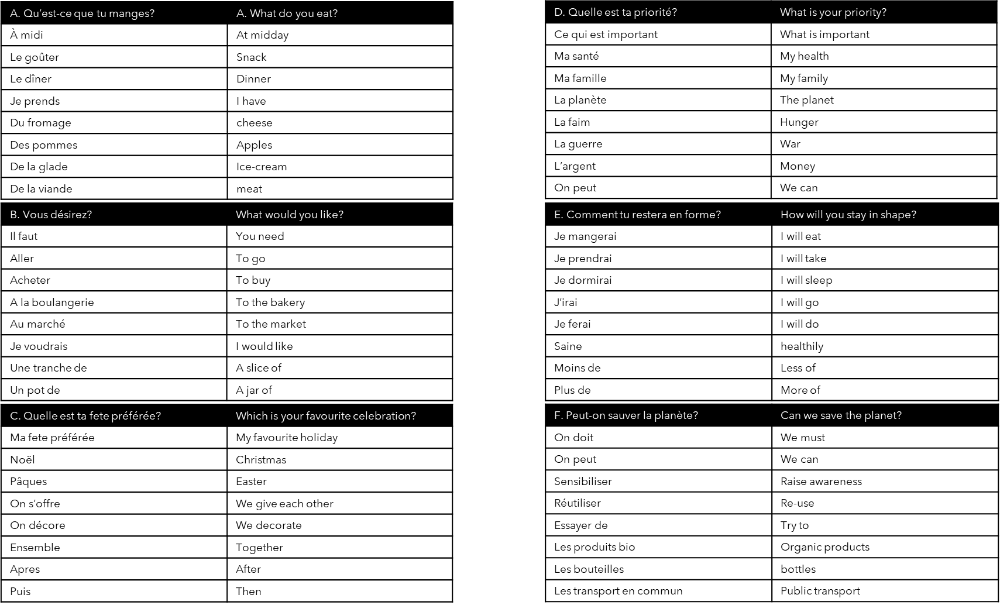 A. Qu’est-ce que tu manges? A. What do you eat?
À midi At midday
Le goûter Snack
Le dîner Dinner
Je prends I have
Du fromage cheese
Des pommes Apples
De la glade Ice-cream
De la viande meat
B. Vous désirez? What would you like?
Il faut You need
Aller To go
Acheter To buy
A la boulangerie To the bakery
Au marché To the market
Je voudrais I would like
Une tranche de A slice of
Un pot de A jar of
C. Quelle est ta fete préférée? Which is your favourite celebration?
Ma fete préférée My favourite holiday
Noël Christmas
Pâques Easter
On s’offre We give each other
On décore We decorate
Ensemble Together
Apres After
Puis Then
D. Quelle est ta priorité? What is your priority?
Ce qui est important What is important
Ma santé My health
Ma famille My family
La planète The planet
La faim Hunger
La guerre War
L’argent Money
On peut We can
E. Comment tu restera en forme? How will you stay in shape?
Je mangerai I will eat
Je prendrai I will take
Je dormirai I will sleep
J’irai I will go
Je ferai I will do
Saine healthily
Moins de Less of
Plus de More of
F. Peut-on sauver la planète? Can we save the planet?
On doit We must
On peut We can
Sensibiliser Raise awareness
Réutiliser Re-use
Essayer de Try to
Les produits bio Organic products
Les bouteilles bottles
Les transport en commun Public transport